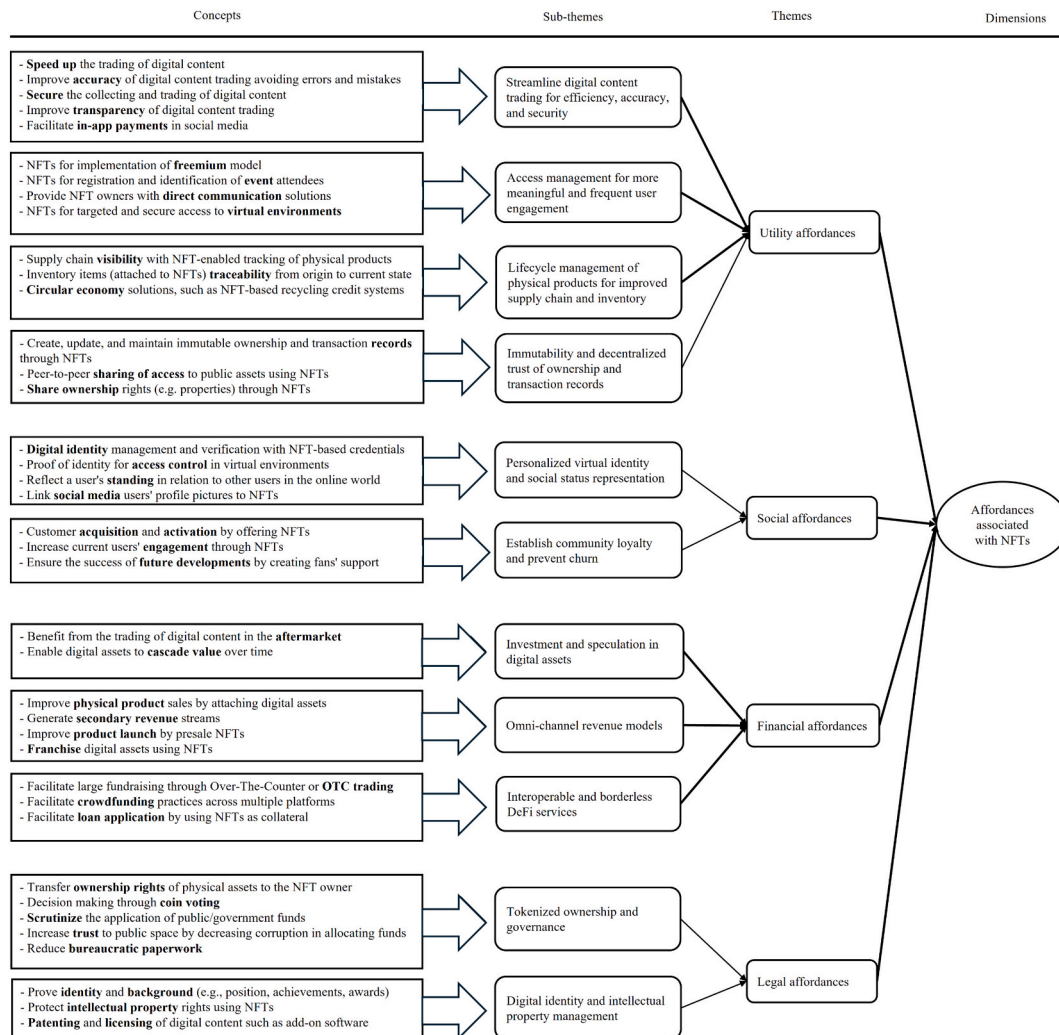 Concepts
Sub-themes
Themes
Dimensions
- Speed up the trading of digital content
- Improve accuracy of digital content trading avoiding errors and mistakes
- Secure the collecting and trading of digital content
- Improve transparency of digital content trading
- Facilitate in-app payments in social media
Streamline digital content
trading for efficiency, accuracy,
and security
- NFTs for implementation of freemium model
- NFTs for registration and identification of event attendees
- Provide NFT owners with direct communication solutions
- NFTs for targeted and secure access to virtual environments
Access management for more
meaningful and frequent user
engagement
- Supply chain visibility with NFT-enabled tracking of physical products
- Inventory items (attached to NFTs) traceability from origin to current state
- Circular economy solutions, such as NFT-based recycling credit systems
Lifecycle management of
physical products for improved
supply chain and inventory
- Create, update, and maintain immutable ownership and transaction records
through NFTs
- Peer-to-peer sharing of access to public assets using NFTs
- Share ownership rights (e.g. properties) through NFTs
Immutability and decentralized
trust of ownership and
transaction records
Utility affordances
- Digital identity management and verification with NFT-based credentials
- Proof of identity for access control in virtual environments
- Reflect a user's standing in relation to other users in the online world
- Link social media users' profile pictures to NFTs
Personalized virtual identity
and social status representation
- Customer acquisition and activation by offering NFTs
- Increase current users' engagement through NFTs
- Ensure the success of future developments by creating fans' support
Establish community loyalty
and prevent churn
Social affordances
Affordances
associated
with NFTs
- Benefit from the trading of digital content in the aftermarket
- Enable digital assets to cascade value over time
Investment and speculation in
digital assets
- Improve physical product sales by attaching digital assets
- Generate secondary revenue streams
- Improve product launch by presale NFTs
- Franchise digital assets using NFTs
Omni-channel revenue models
Financial affordances
- Facilitate large fundraising through Over-The-Counter or OTC trading
- Facilitate crowdfunding practices across multiple platforms
- Facilitate loan application by using NFTs as collateral
Interoperable and borderless
DeFi services
- Transfer ownership rights of physical assets to the NFT owner
- Decision making through coin voting
- Scrutinize the application of public/government funds
- Increase trust to public space by decreasing corruption in allocating funds
- Reduce bureaucratic paperwork
Tokenized ownership and
governance
Legal affordances
- Prove identity and background (e.g., position, achievements, awards)
- Protect intellectual property rights using NFTs
- Patenting and licensing of digital content such as add-on software
Digital identity and intellectual
property management